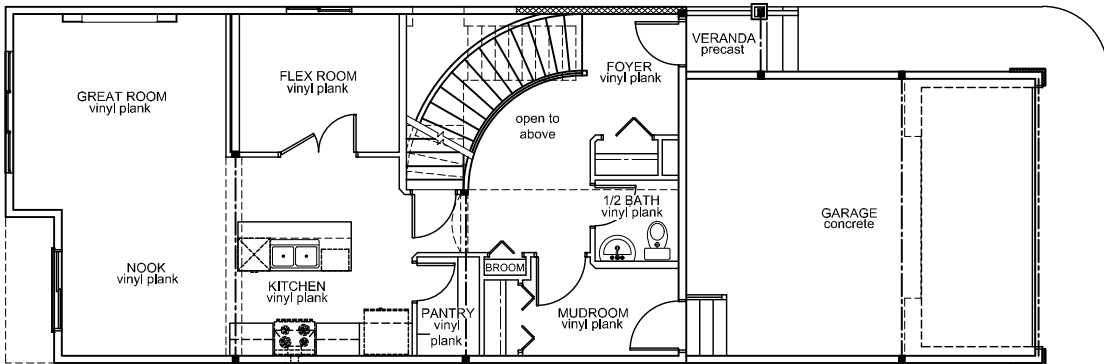 GREAT ROOM
vinyl plank
FLEX ROOM
vinyl plank
FOYER
vinyl plank
VERANDA
precast
open to
above
1/2 BATH
vinyl plank
GARAGE
concrete
NOOK
vinyl plank
KITCHEN
vinyl plank
BROOM
PANTRY
vinyl
plank
MUDROOM
vinyl plank